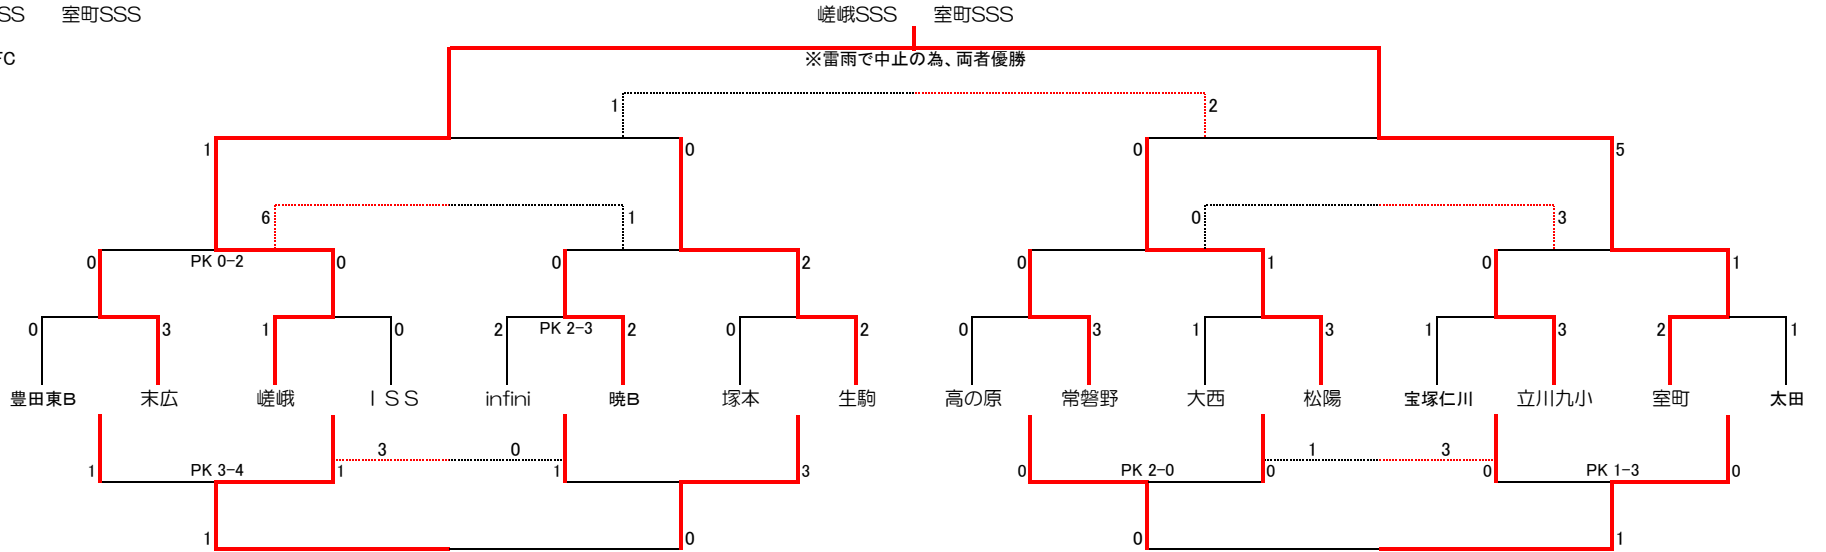 SS 室町SSS 嵯峨SSS 室町SSS
FC ※雷雨で中止の為、両者優勝
1 2
1 0 0 5
6 1 0 3
0 PK 0-2 0 0 2 0 1 0 1
0 3 1 0 2 PK 2-3 2 0 2 0 3 1 3 1 3 2 1
豊田東B 末広 嵯峨 ISS infini 暁B 塚本 生駒 高の原 常磐野 大西 松陽 宝塚仁川 立川九小 室町 太田
3 0 1 3
1 PK 3-4 1 1 3 0 PK 2-0 0 0 PK 1-3 0
1 0 0 1